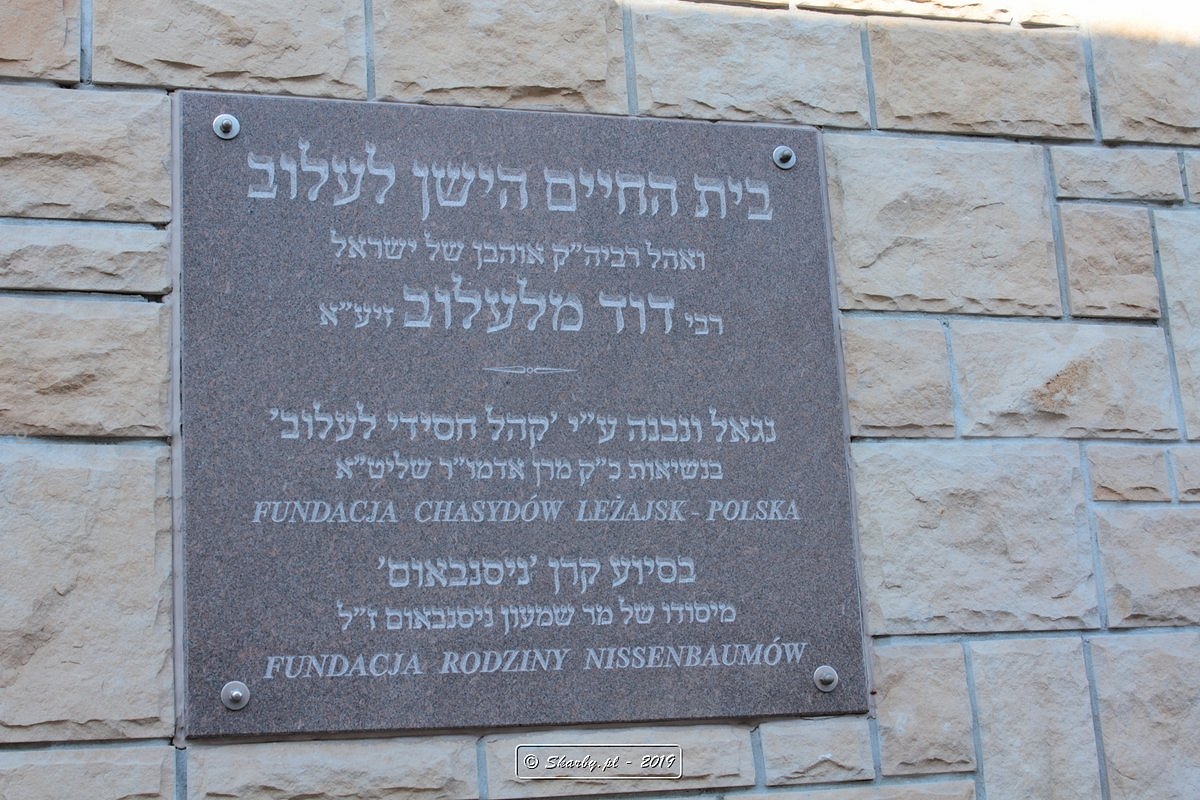 בית החיים הישן לעלוב
ואהל רביה"ק אוהבן של ישראל
רבי דוד מלעלוב זיע"א
נגאל ונבנה ע"י 'קהל חסידי לעלוב'
בנשיאות כ"ק מרן אדמו"ר שליט"א
FUNDACJA CHASYDÓW LEŻAJSK - POLSKA
בסיוע קרן 'ניסנבאום'
מיסודו של מר שמעון ניסנבאום ז"ל
FUNDACJA RODZINY NISSENBAUMÓW
© Skarby.pl - 2019